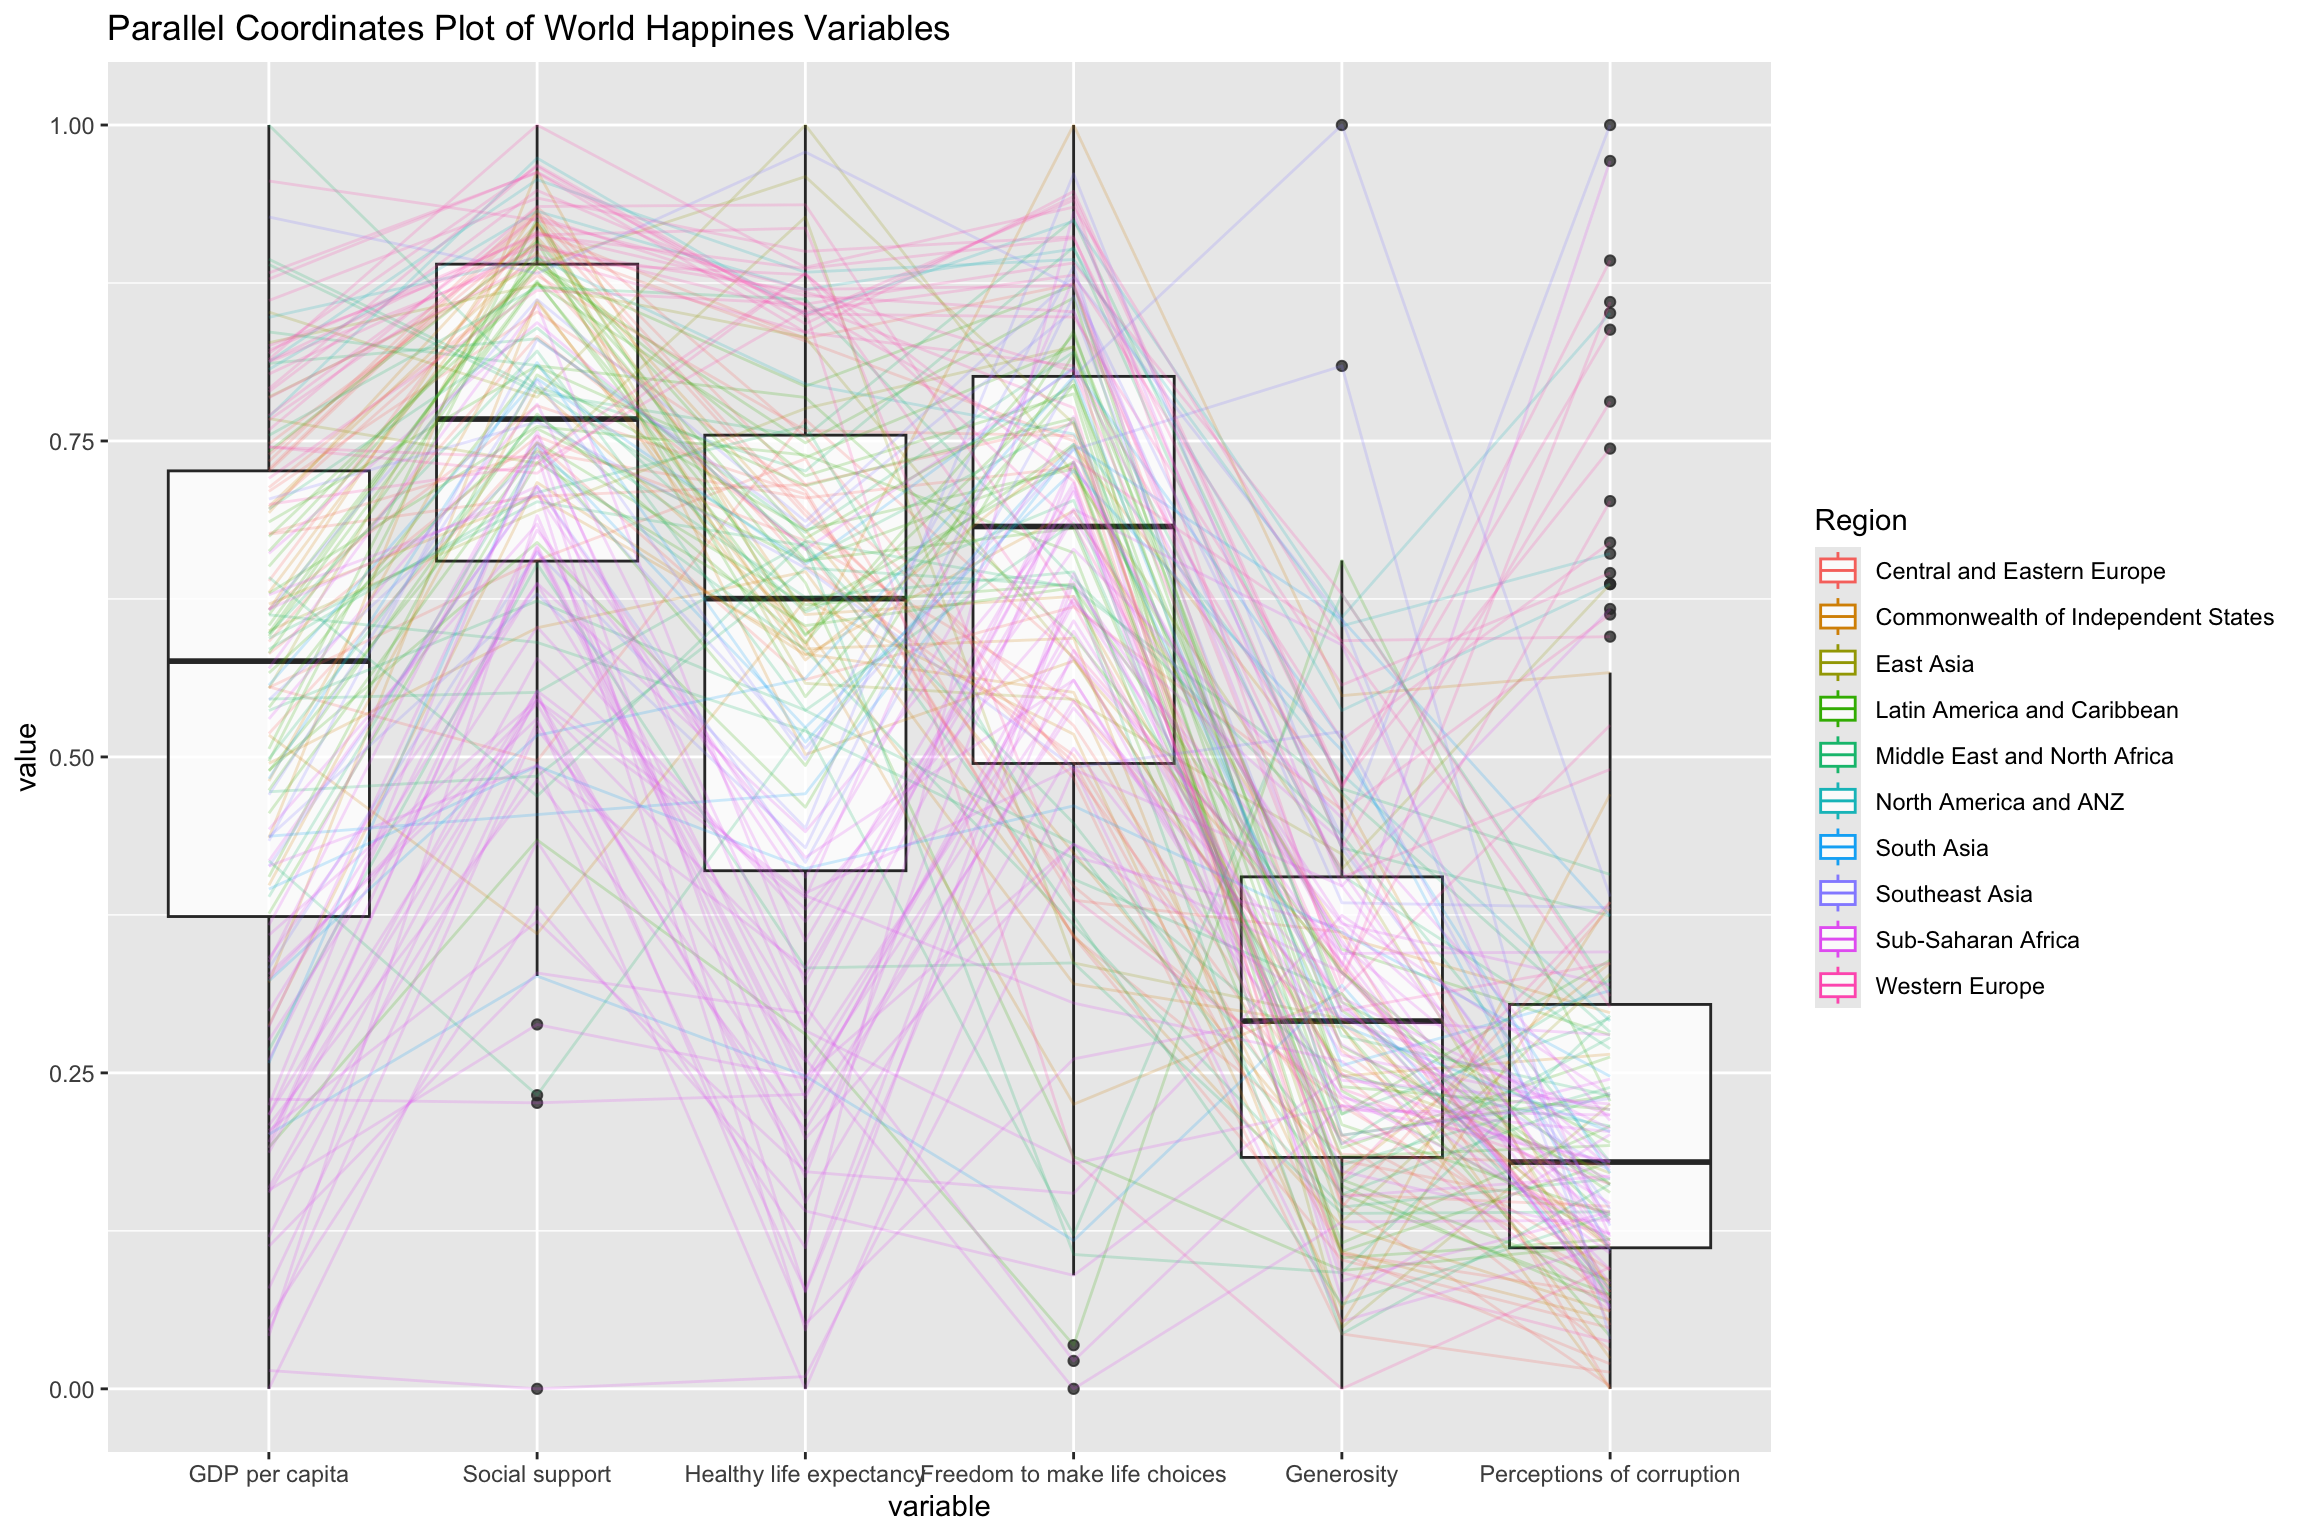 Parallel Coordinates Plot of World Happines Variables
1.00
0.75
0.50
0.25
0.00
value
GDP per capita
Social support
Healthy life expectancy
Freedom to make life choices
Generosity
Perceptions of corruption
variable
Region
Central and Eastern Europe
Commonwealth of Independent States
East Asia
Latin America and Caribbean
Middle East and North Africa
North America and ANZ
South Asia
Southeast Asia
Sub-Saharan Africa
Western Europe